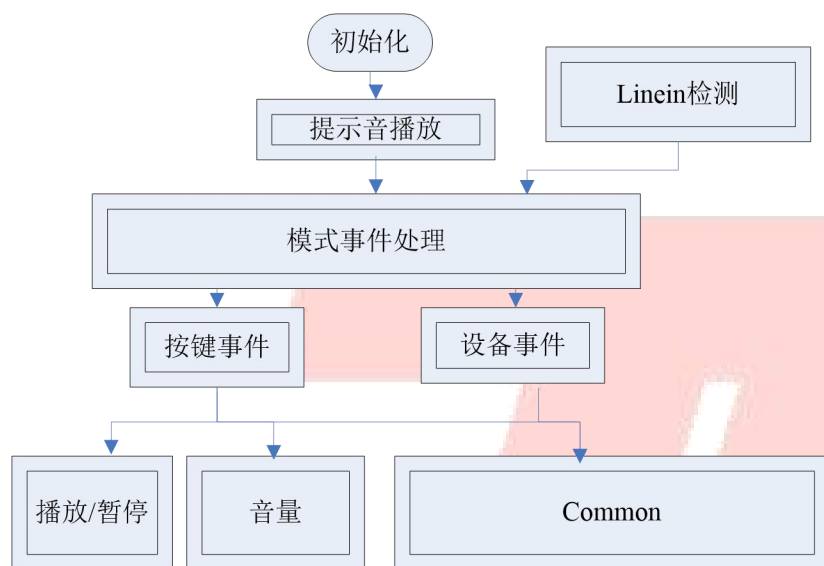 初始化
Linein检测
提示音播放
模式事件处理
按键事件
设备事件
播放/暂停
音量
Common